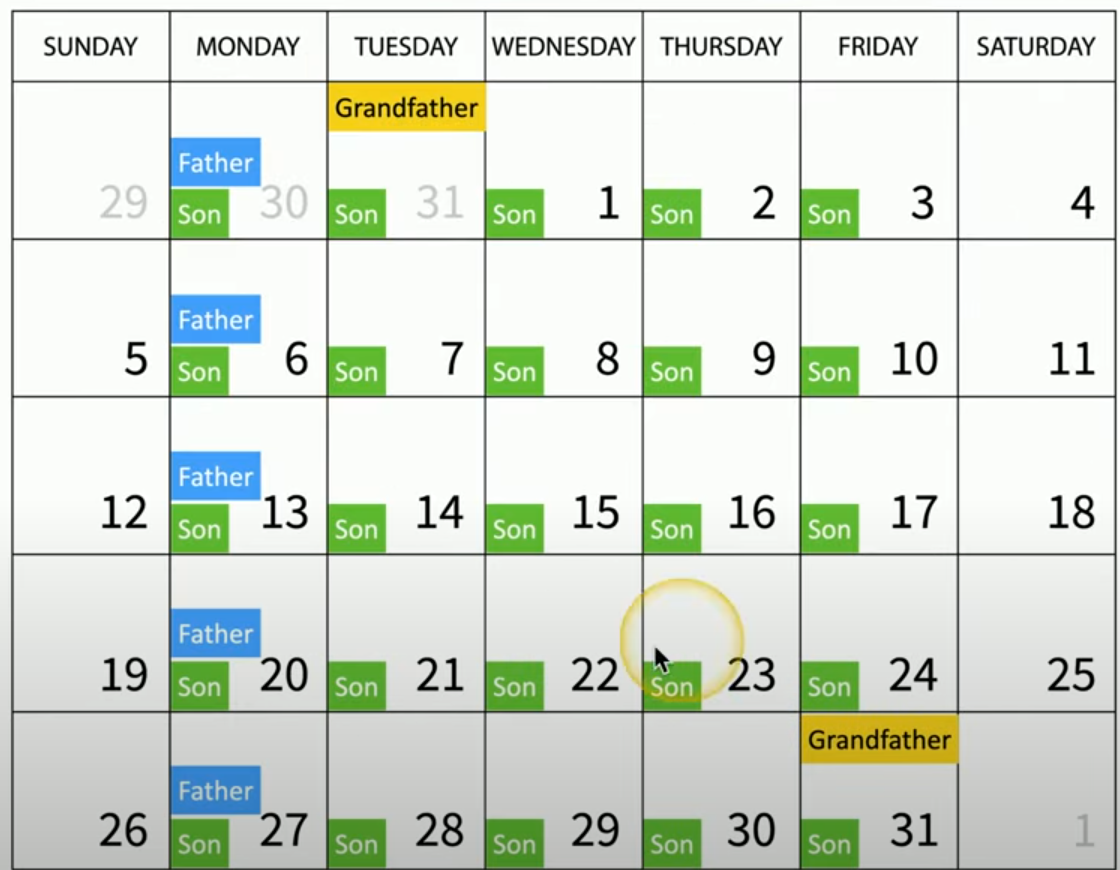 SUNDAY MONDAY TUESDAY WEDNESDAY THURSDAY FRIDAY SATURDAY
Grandfather
Father
29 Son 30 Son 31 Son 1 Son 2 Son 3 4
Father
5 Son 6 Son 7 Son 8 Son 9 Son 10 11
Father
12 Son 13 Son 14 Son 15 Son 16 Son 17 18
Father
19 Son 20 Son 21 Son 22 Son 23 Son 24 25
Grandfather
Father
26 Son 27 Son 28 Son 29 Son 30 Son 31 1